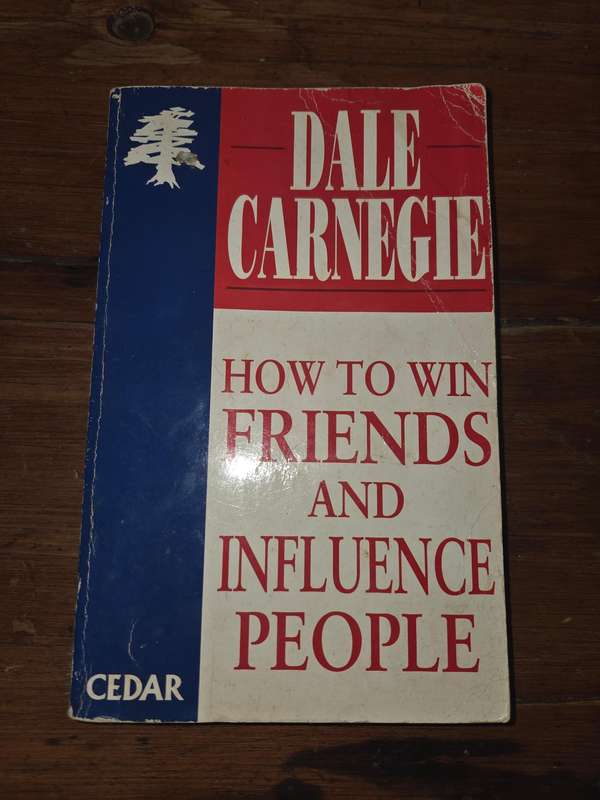 DALE
CARNEGIE
HOW TO WIN
FRIENDS
AND
INFLUENCE
PEOPLE
CEDAR